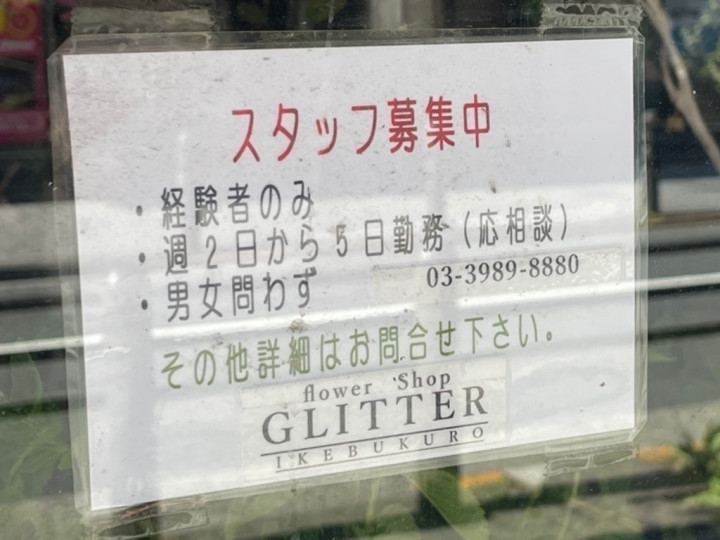 スタッフ募集中
・経験者のみ
・週2日から5日勤務（応相談）
・男女問わず
03-3989-8880
その他詳細はお問合せ下さい。
flower Shop
GLITTER
IKEBUKURO